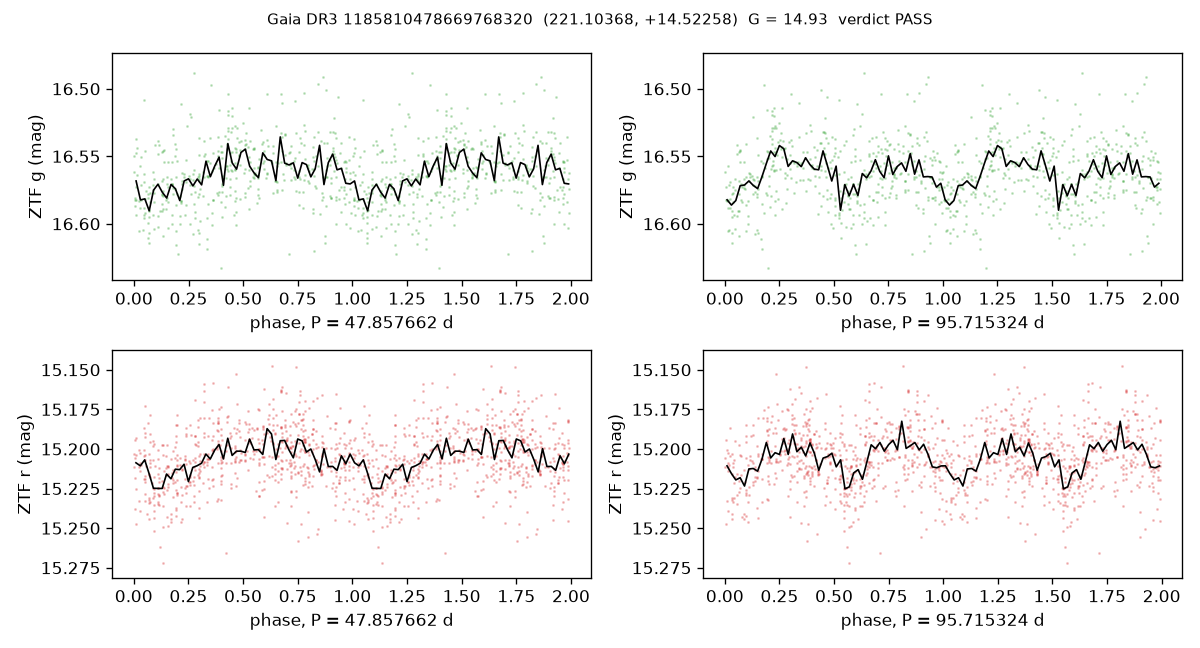 Gaia DR3 1185810478669768320 (221.10368, +14.52258) G = 14.93 verdict PASS
ZTF g (mag)
16.50
16.55
16.60
0.00 0.25 0.50 0.75 1.00 1.25 1.50 1.75 2.00
phase, P = 47.857662 d
ZTF g (mag)
16.50
16.55
16.60
0.00 0.25 0.50 0.75 1.00 1.25 1.50 1.75 2.00
phase, P = 95.715324 d
ZTF r (mag)
15.150
15.175
15.200
15.225
15.250
15.275
0.00 0.25 0.50 0.75 1.00 1.25 1.50 1.75 2.00
phase, P = 47.857662 d
ZTF r (mag)
15.150
15.175
15.200
15.225
15.250
15.275
0.00 0.25 0.50 0.75 1.00 1.25 1.50 1.75 2.00
phase, P = 95.715324 d